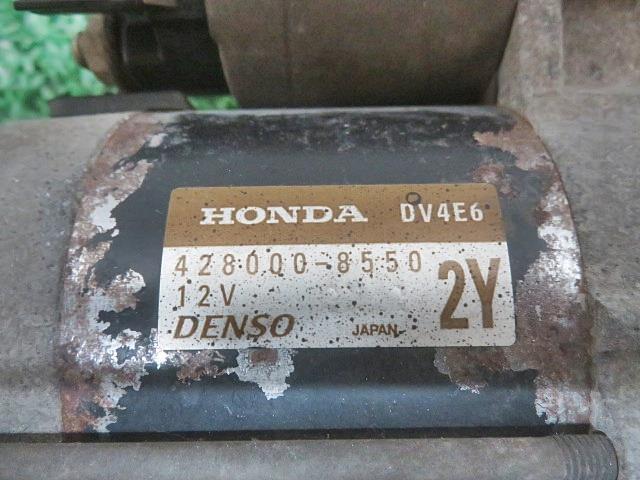 HONDA DV4E6
428000-8550
12V
2Y
DENSO JAPAN